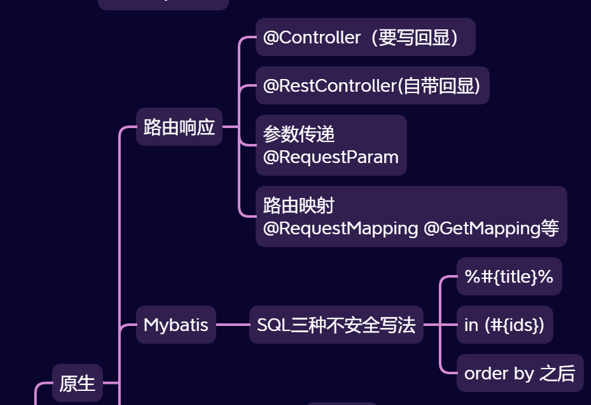 @Controller（要写回显）
@RestController(自带回显)
路由响应
参数传递
@RequestParam
路由映射
@RequestMapping @GetMapping等
%#{title}%
Mybatis
SQL三种不安全写法
in (#{ids})
order by 之后
原生